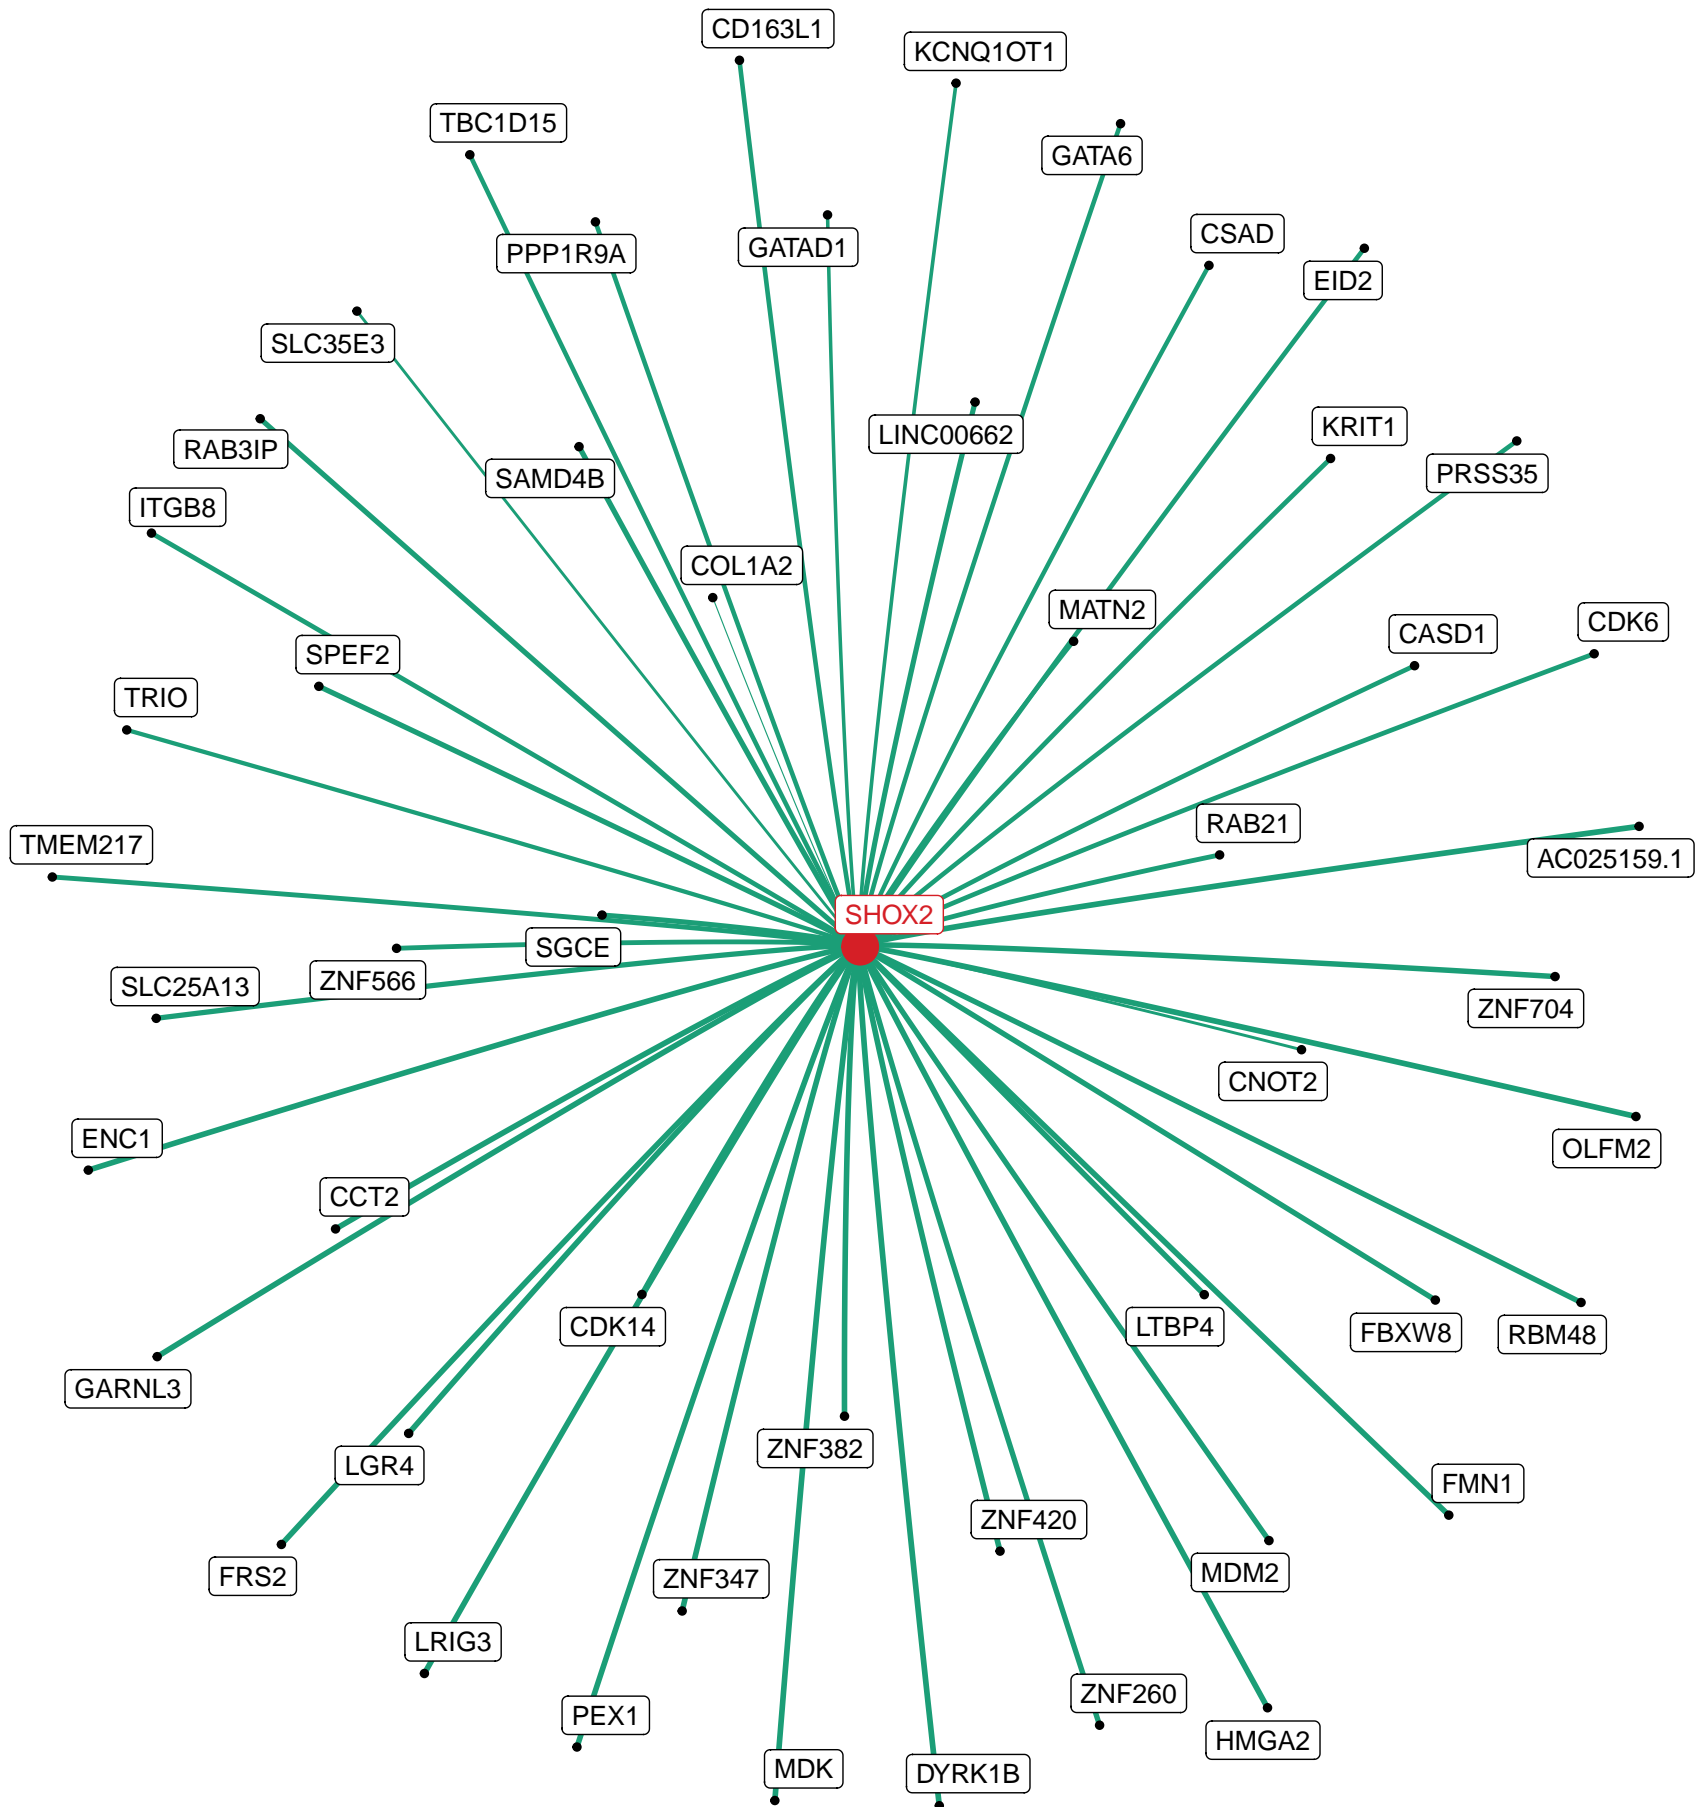 CD163L1
KCNQ1OT1
TBC1D15
GATA6
CSAD
PPP1R9A
GATAD1
EID2
SLC35E3
KRIT1
LINC00662
RAB3IP
PRSS35
SAMD4B
ITGB8
COL1A2
MATN2
CDK6
CASD1
SPEF2
TRIO
RAB21
TMEM217
AC025159.1
SHOX2
SGCE
ZNF566
SLC25A13
ZNF704
CNOT2
ENC1
OLFM2
CCT2
CDK14
LTBP4
FBXW8
RBM48
GARNL3
ZNF382
LGR4
FMN1
ZNF420
MDM2
FRS2
ZNF347
LRIG3
ZNF260
PEX1
HMGA2
MDK
DYRK1B